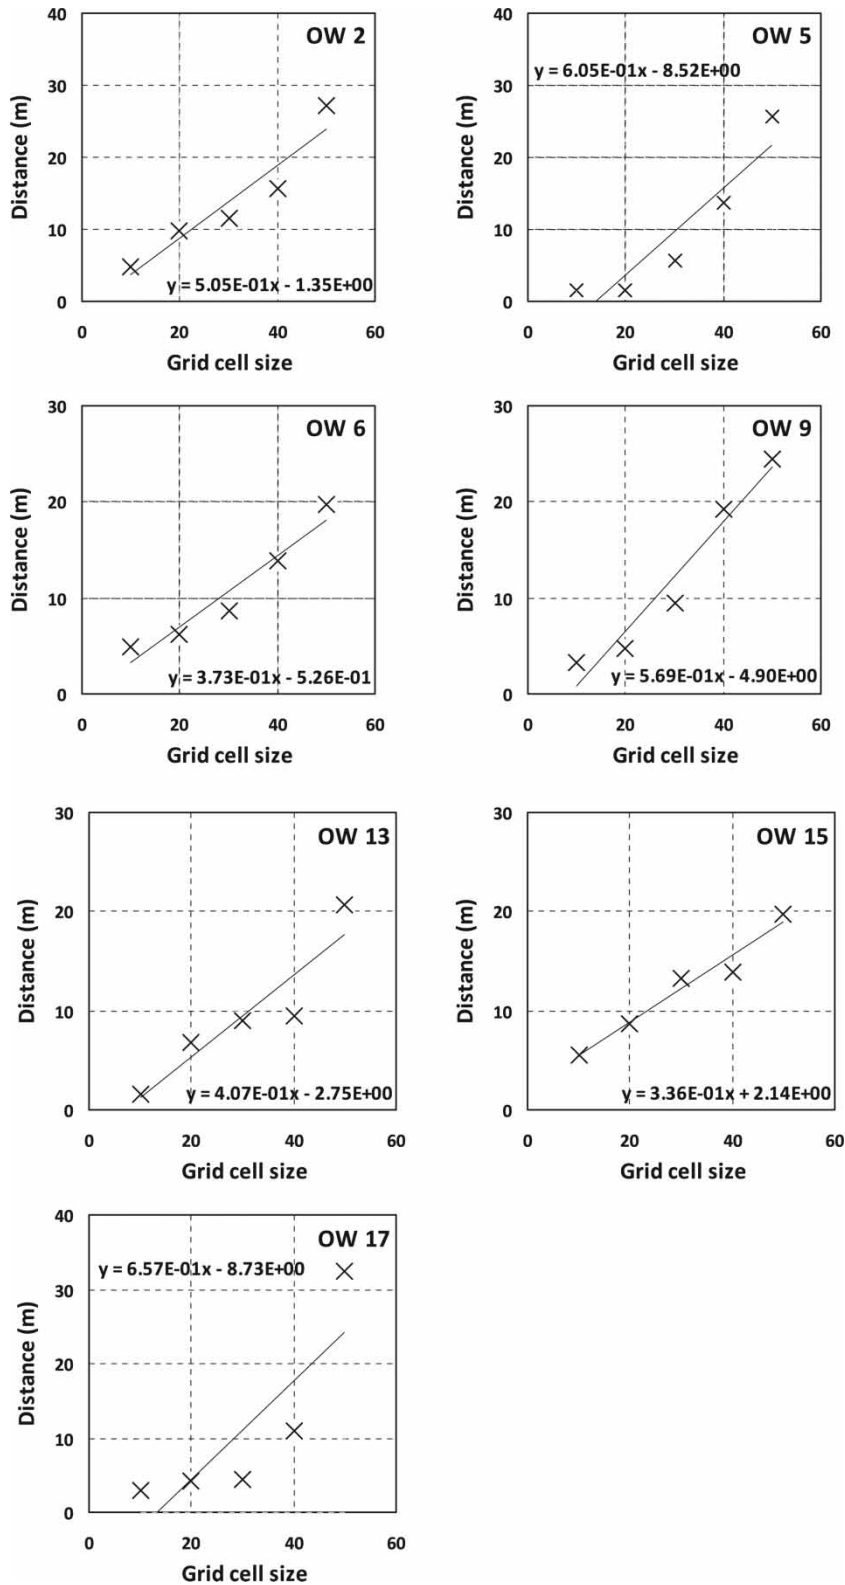 OW 2
40
30
20
10
0
Distance (m)
y = 5.05E-01x - 1.35E+00
0 20 40 60
Grid cell size
OW 5
40
30
20
10
0
Distance (m)
y = 6.05E-01x - 8.52E+00
0 20 40 60
Grid cell size
OW 6
30
20
10
0
Distance (m)
y = 3.73E-01x - 5.26E-01
0 20 40 60
Grid cell size
OW 9
30
20
10
0
Distance (m)
y = 5.69E-01x - 4.90E+00
0 20 40 60
Grid cell size
OW 13
30
20
10
0
Distance (m)
y = 4.07E-01x - 2.75E+00
0 20 40 60
Grid cell size
OW 15
30
20
10
0
Distance (m)
y = 3.36E-01x + 2.14E+00
0 20 40 60
Grid cell size
OW 17
40
30
20
10
0
Distance (m)
y = 6.57E-01x - 8.73E+00
0 20 40 60
Grid cell size